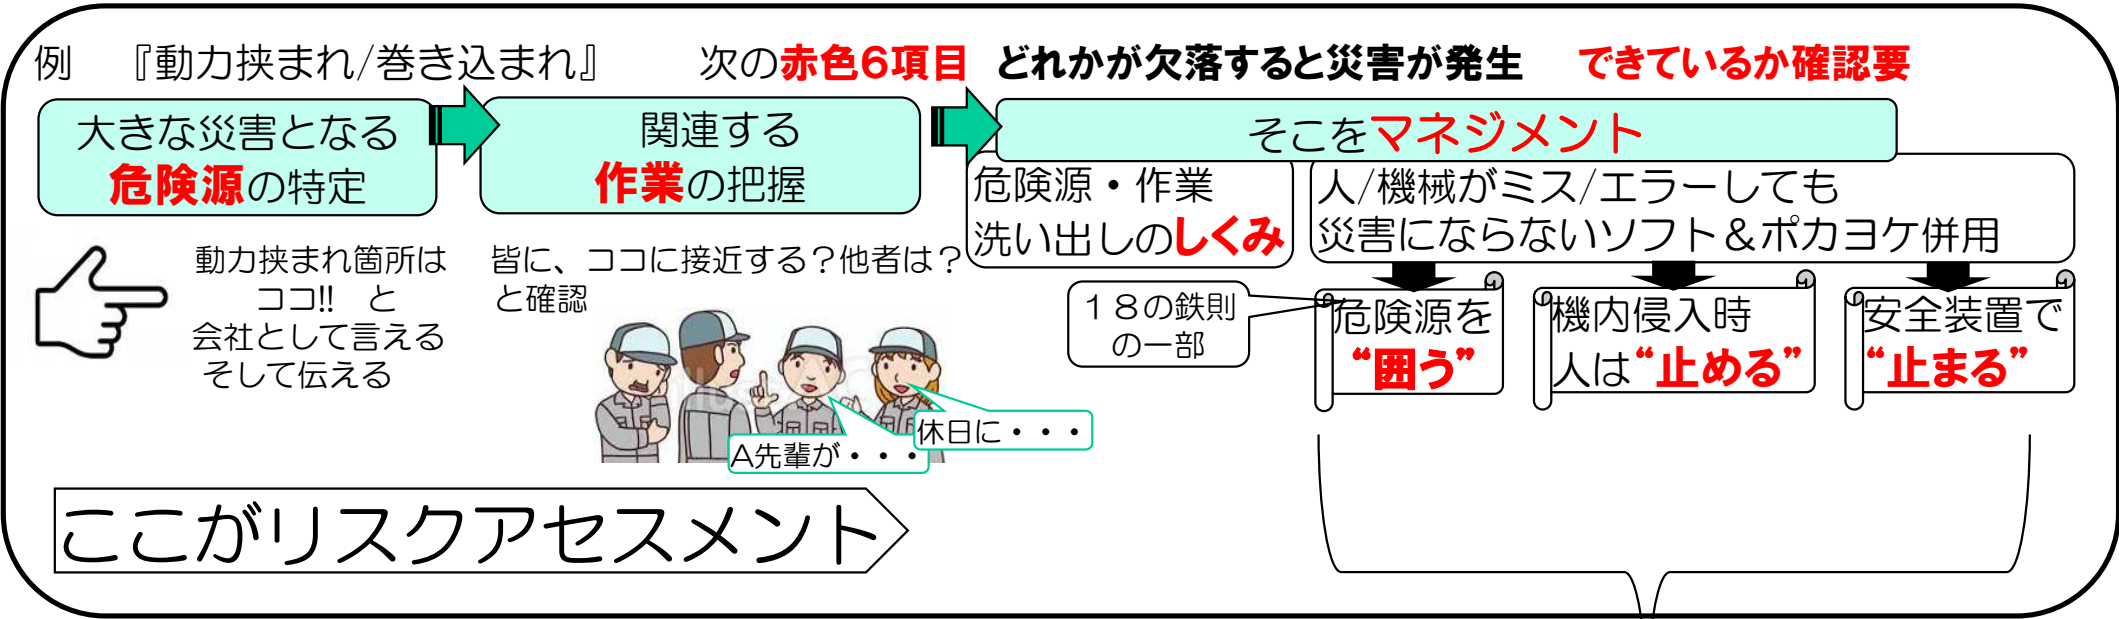 例　『動力挟まれ/巻き込まれ』　次の赤色6項目　どれかが欠落すると災害が発生　できているか確認要
大きな災害となる
危険源の特定
関連する
作業の把握
そこをマネジメント
危険源・作業
洗い出しのしくみ
人/機械がミス/エラーしても
災害にならないソフト＆ポカヨケ併用
動力挟まれ箇所は
ココ!!　と
会社として言える
そして伝える
皆に、ココに接近する？他者は？
と確認
A先輩が・・・
休日に・・・
１８の鉄則
の一部
危険源を
“囲う”
機内侵入時
人は“止める”
安全装置で
“止まる”
ここがリスクアセスメント